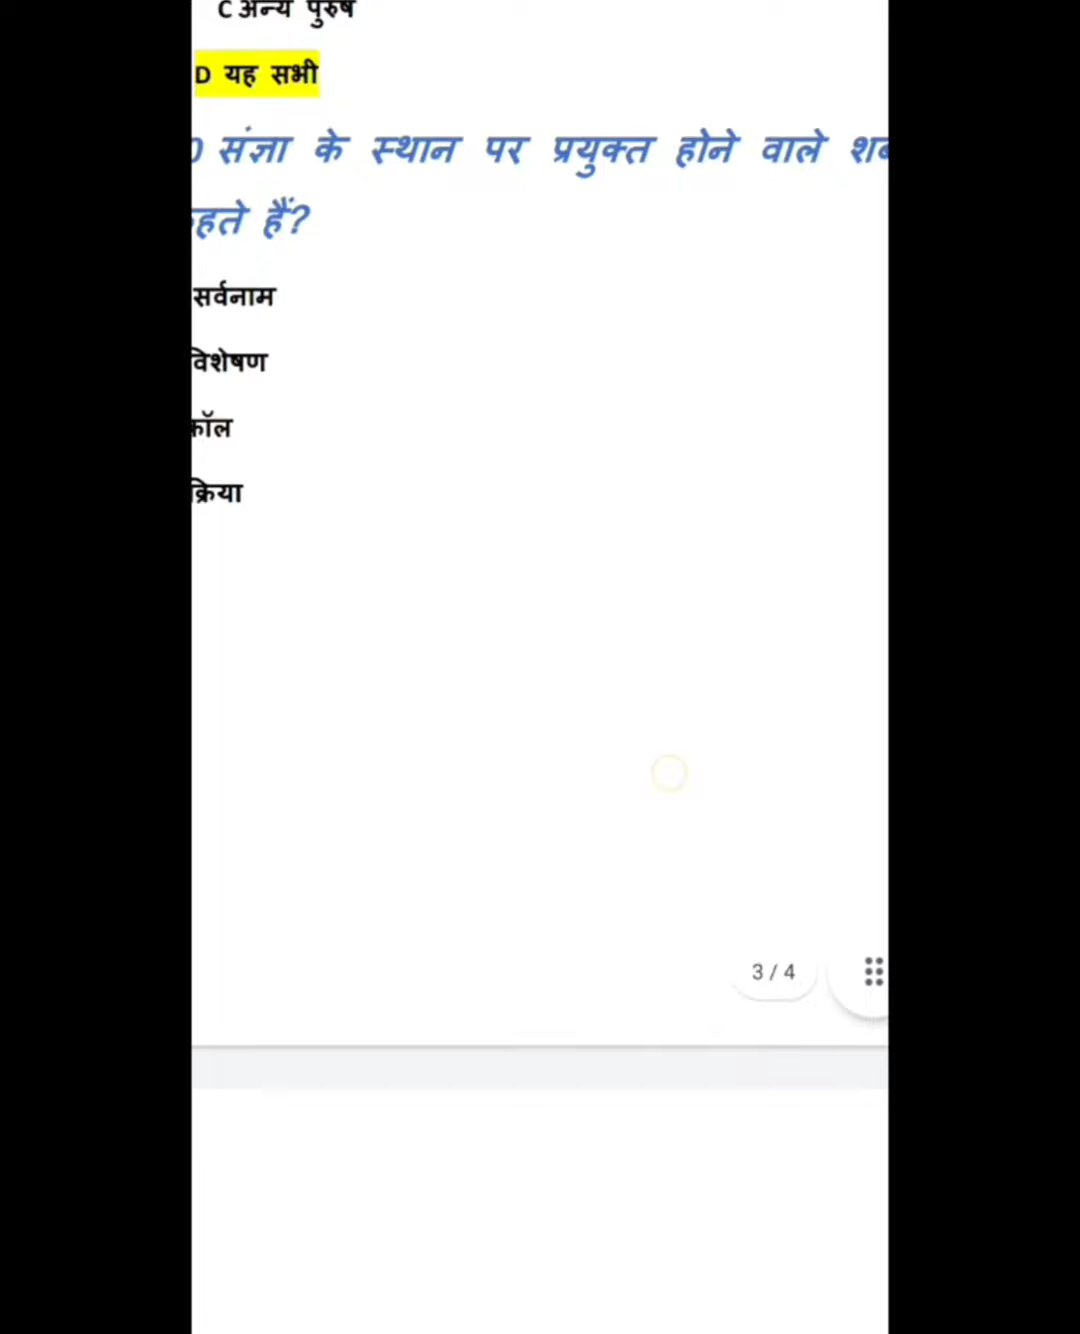 C अन्य पुरुष
D यह सभी
संज्ञा के स्थान पर प्रयुक्त होने वाले
हते हैं?
सर्वनाम
विशेषण
कॉल
क्रिया
3 / 4